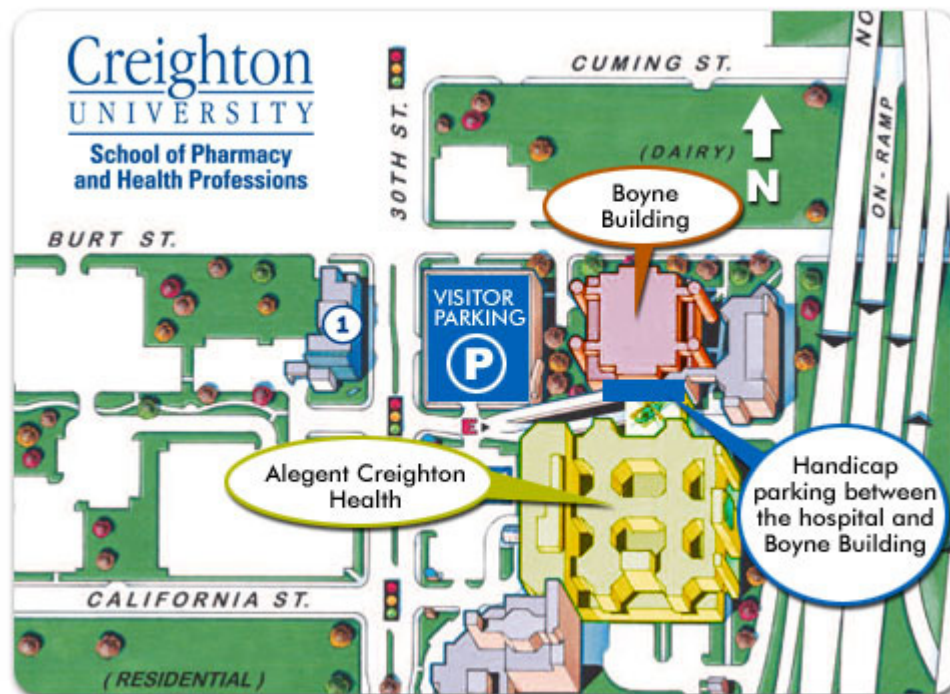 Creighton
UNIVERSITY
School of Pharmacy
and Health Professions
30TH ST.
CUMING ST.
NO
ON-RAMP
(DAIRY)
N
Boyne
Building
BURT ST.
1
VISITOR
PARKING
P
E
Alegent Creighton
Health
Handicap
parking between
the hospital and
Boyne Building
CALIFORNIA ST.
(RESIDENTIAL)